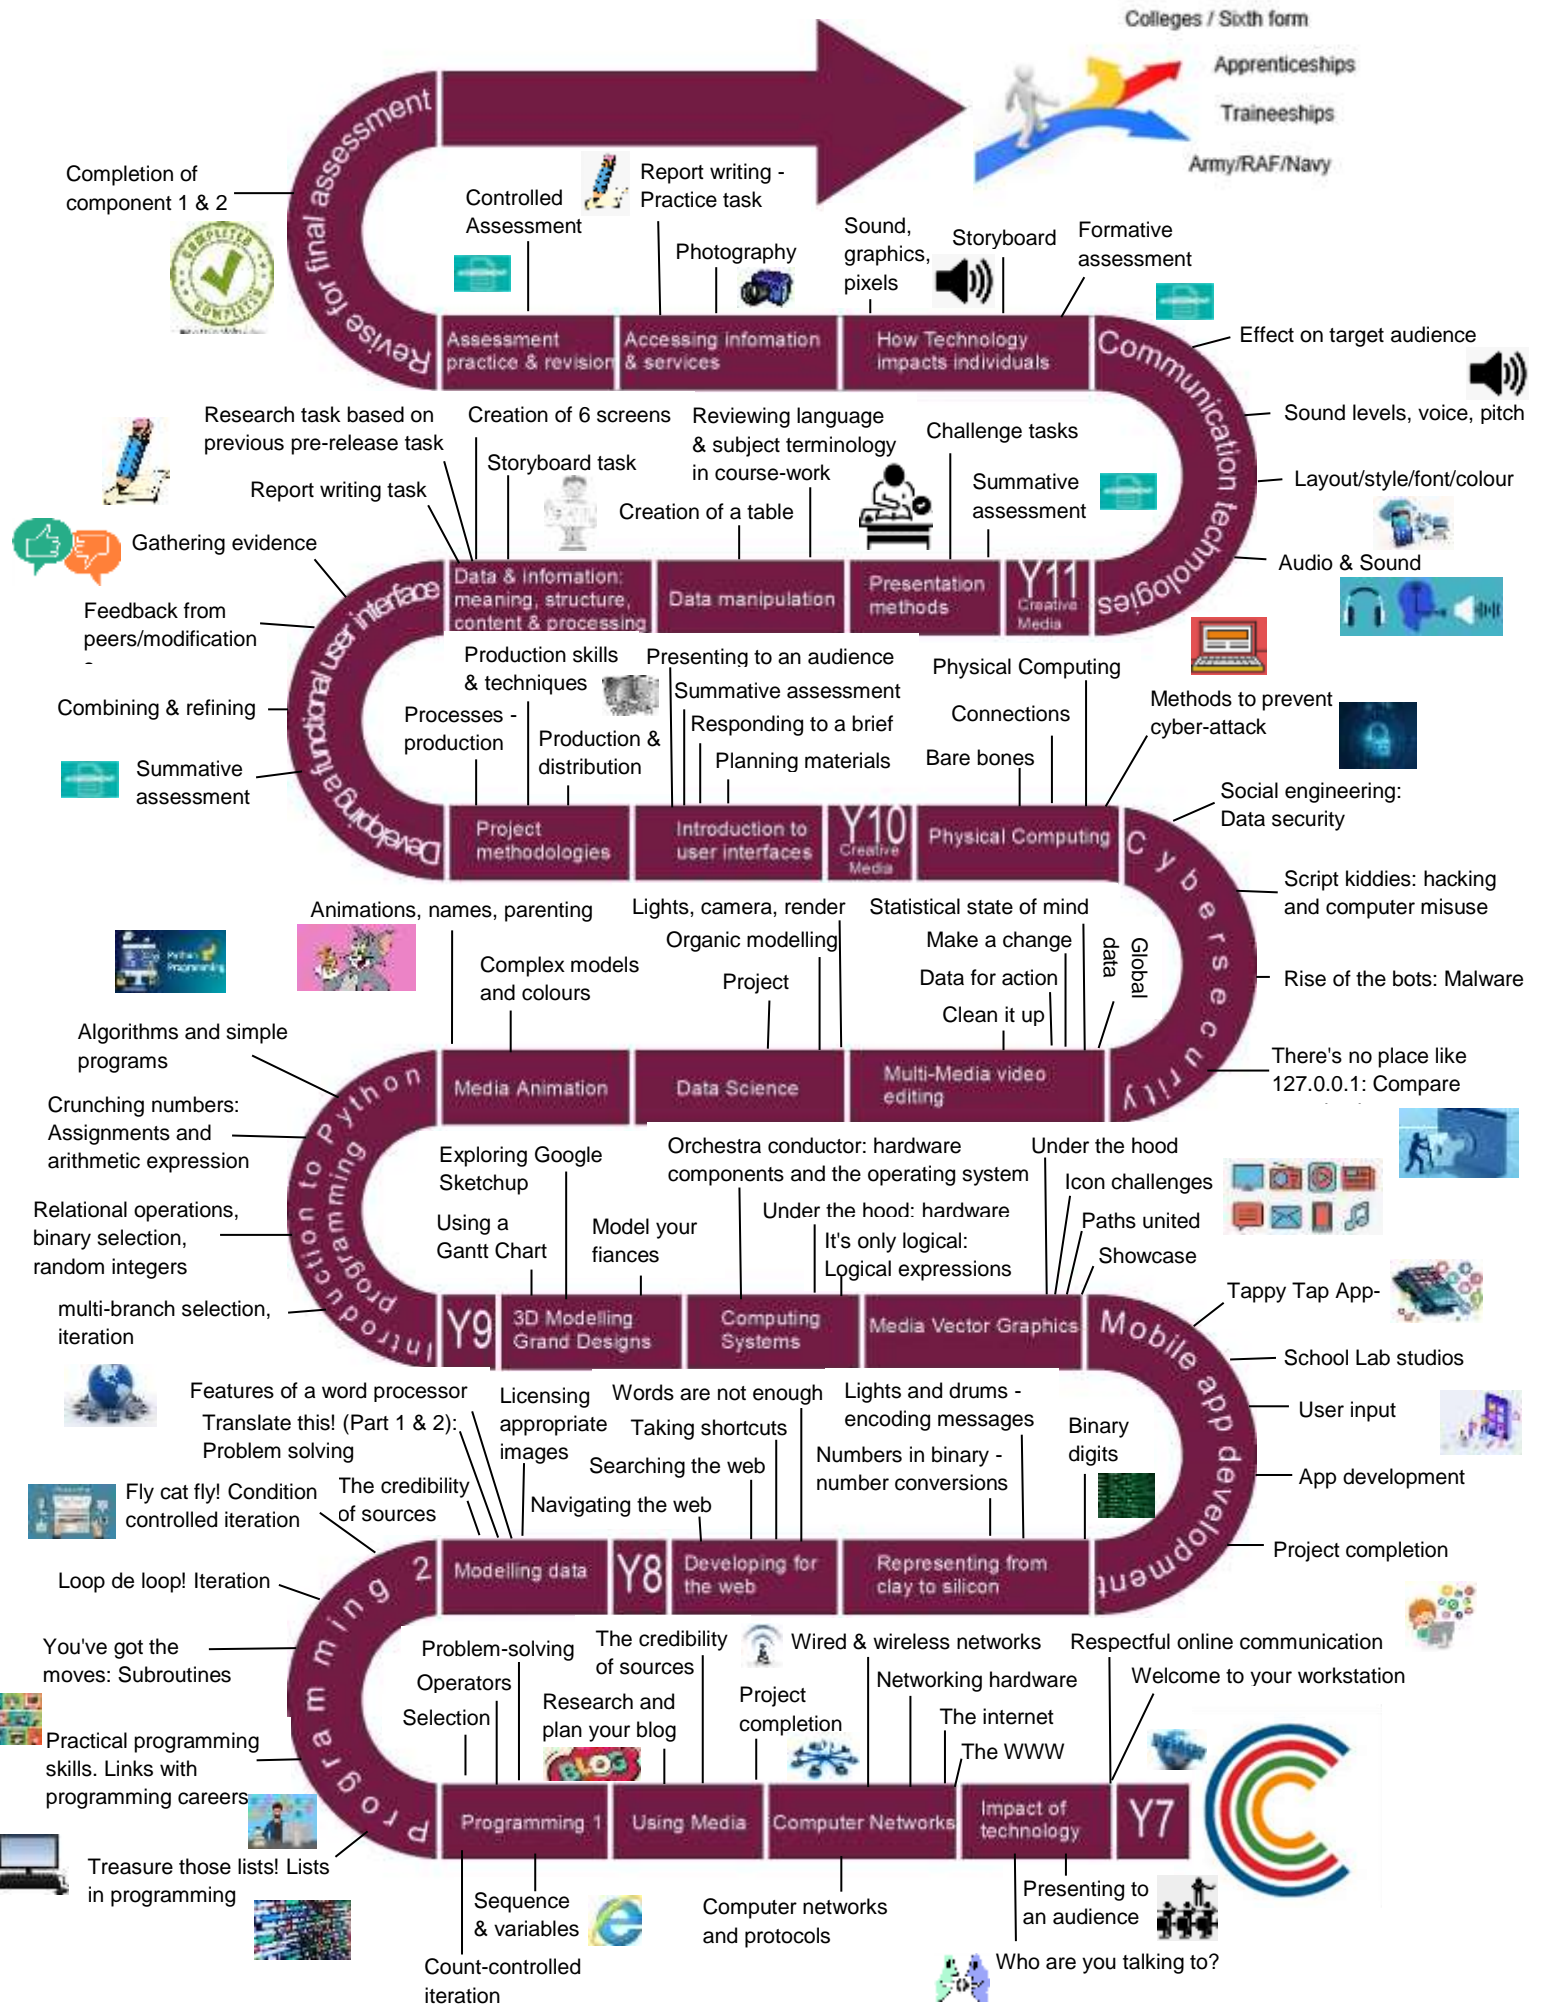 Colleges / Sixth form
Apprenticeships
Traineeships
Army/RAF/Navy
Revise for final assessment
Completion of
component 1 & 2
COMPLETED
COMPLETED
Controlled
Assessment
Report writing -
Practice task
Photography
Sound,
graphics,
pixels
Storyboard
Formative
assessment
Assessment
practice & revision
Accessing infomation
& services
How Technology
impacts individuals
Communication technologies
Effect on target audience
Sound levels, voice, pitch
Layout/style/font/colour
Audio & Sound
Research task based on
previous pre-release task
Report writing task
Gathering evidence
Feedback from
peers/modification
Combining & refining
Summative
assessment
Creation of 6 screens
Storyboard task
Reviewing language
& subject terminology
in course-work
Creation of a table
Challenge tasks
Summative
assessment
Developing a functional user interface
Data & infomation:
meaning, structure,
content & processing
Data manipulation
Presentation
methods
Y11
Creative
Media
Production skills
& techniques
Processes -
production
Production &
distribution
Presenting to an audience
Summative assessment
Responding to a brief
Planning materials
Physical Computing
Connections
Bare bones
Methods to prevent
cyber-attack
Social engineering:
Data security
Script kiddies: hacking
and computer misuse
Rise of the bots: Malware
There's no place like
127.0.0.1: Compare
Project
methodologies
Introduction to
user interfaces
Y10
Creative
Media
Physical Computing
Cybersecurity
Animations, names, parenting
Complex models
and colours
Lights, camera, render
Organic modelling
Project
Statistical state of mind
Make a change
Data for action
Clean it up
Global
data
Python
Programming
Algorithms and simple
programs
Crunching numbers:
Assignments and
arithmetic expression
Relational operations,
binary selection,
random integers
multi-branch selection,
iteration
Introduction to Python
programming
Media Animation
Data Science
Multi-Media video
editing
Exploring Google
Sketchup
Using a
Gantt Chart
Model your
fiances
Orchestra conductor: hardware
components and the operating system
Under the hood: hardware
It's only logical:
Logical expressions
Under the hood
Icon challenges
Paths united
Showcase
Y9
3D Modelling
Grand Designs
Computing
Systems
Media Vector Graphics
Mobile app development
Tappy Tap App-
School Lab studios
User input
App development
Project completion
Features of a word processor
Translate this! (Part 1 & 2):
Problem solving
The credibility
of sources
Licensing
appropriate
images
Words are not enough
Taking shortcuts
Searching the web
Navigating the web
Lights and drums -
encoding messages
Numbers in binary -
number conversions
Binary
digits
Fly cat fly! Condition
controlled iteration
Loop de loop! Iteration
You've got the
moves: Subroutines
Practical programming
skills. Links with
programming careers
Treasure those lists! Lists
in programming
Programming 2
Modelling data
Y8
Developing for
the web
Representing from
clay to silicon
Problem-solving
Operators
Selection
The credibility
of sources
Research and
plan your blog
BLOG
Project
completion
Wired & wireless networks
Networking hardware
The internet
The WWW
Respectful online communication
Welcome to your workstation
Programming 1
Using Media
Computer Networks
Impact of
technology
Y7
Sequence
& variables
Count-controlled
iteration
Computer networks
and protocols
Presenting to
an audience
Who are you talking to?